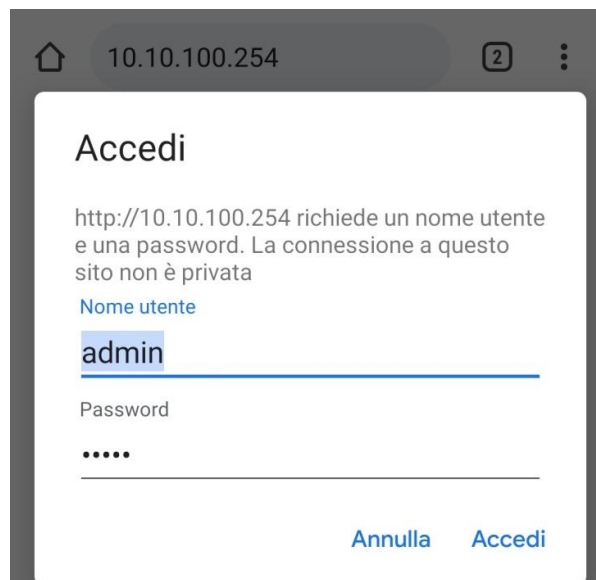 10.10.100.254
2
Accedi
http://10.10.100.254 richiede un nome utente
e una password. La connessione a questo
sito non è privata
Nome utente
admin
Password
•••••
Annulla
Accedi